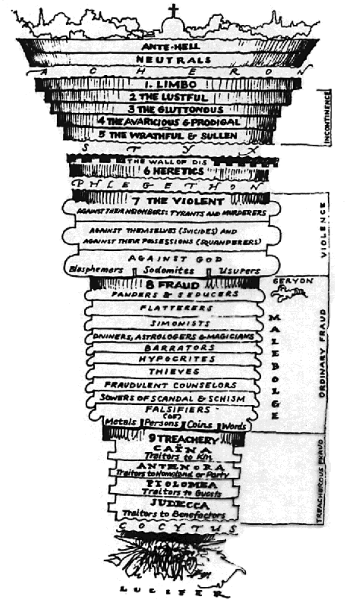 ANTE-HELL
NEUTRALS
ACHERON
1. LIMBO
2 THE LUSTFUL
3 THE GLUTTONOUS
4 THE AVARICIOUS & PRODIGAL
5 THE WRATHFUL & SULLEN
INCONTINENCE
STYX
THE WALL OF DIS
6 HERETICS
PHLEGETHON
7 THE VIOLENT
AGAINST THEIR NEIGHBORS: TYRANTS AND MURDERERS
AGAINST THEMSELVES (SUICIDES) AND
AGAINST THEIR POSSESSIONS (SQUANDERERS)
AGAINST GOD
Blasphemers Sodomites Usurers
VIOLENCE
8 FRAUD
GERYON
PANDERS & SEDUCERS
FLATTERERS
SIMONISTS
DIVINERS, ASTROLOGERS & MAGICIANS
BARRATORS
HYPOCRITES
THIEVES
FRAUDULENT COUNSELORS
SOWERS OF SCANDAL & SCHISM
FALSIFIERS
(OF)
Metals Persons Coins Words
MALEBOLGE
ORDINARY FRAUD
9 TREACHERY
CAÏNA
Traitors to Kin
ANTENORA
Traitors to Homeland or Party
PTOLOMEA
Traitors to Guests
JUDECCA
Traitors to Benefactors
TREACHEROUS FRAUD
COCYTUS
LUCIFER